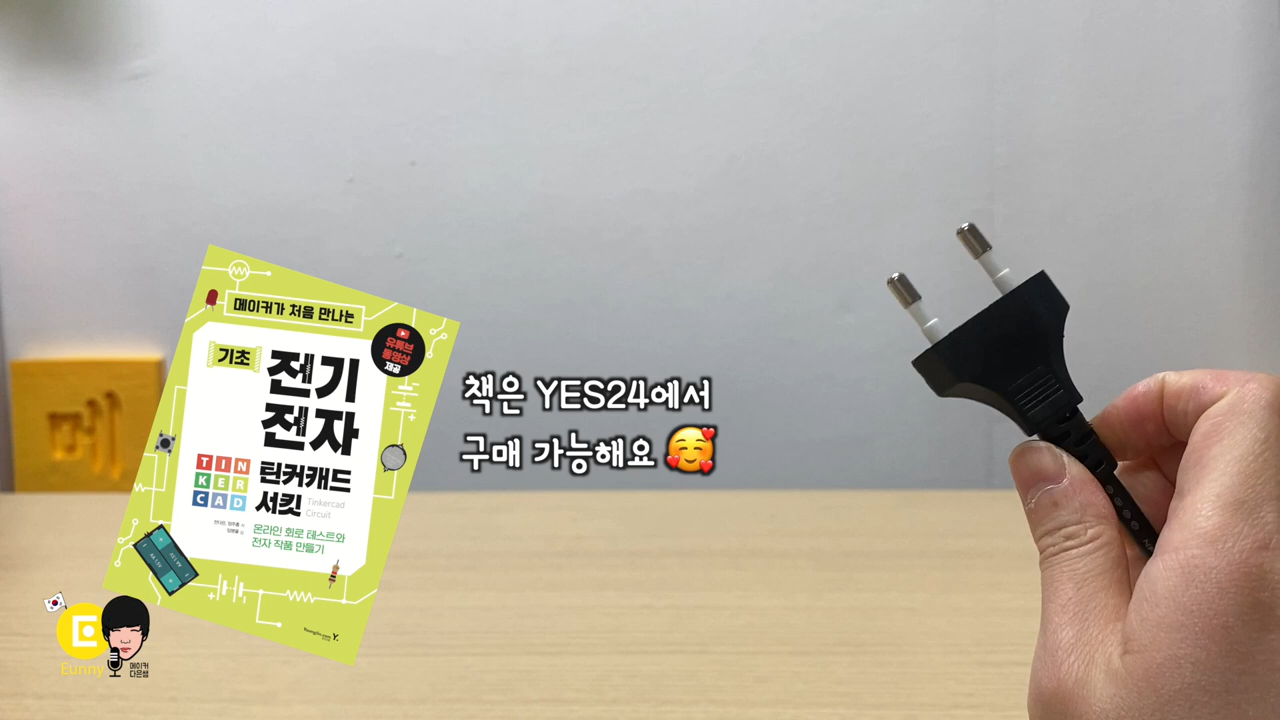 메이커가 처음 만나는
유튜브
동영상
제공
기초
전기
전자
TIN
KER
CAD
틴커캐드
서킷
Tinkercad
Circuit
온라인 회로 테스트와
전자 작품 만들기
책은 YES24에서
구매 가능해요
메
E
Eunny
메이커
다은쌤